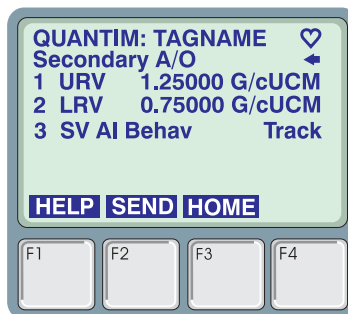 QUANTIM: TAGNAME
Secondary A/O
1 URV 1.25000 G/cUCM
2 LRV 0.75000 G/cUCM
3 SV AI Behav Track
HELP SEND HOME
F1 F2 F3 F4